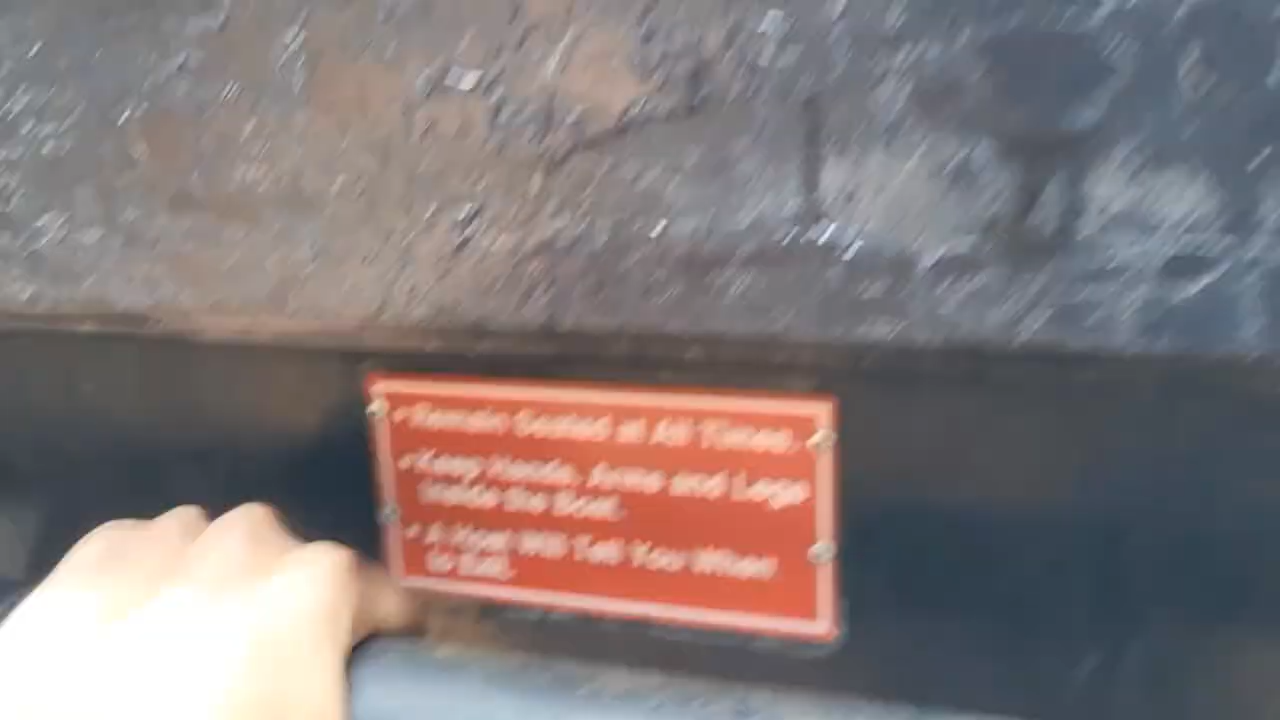 ✓Remain Seated at All Times.
✓Keep Hands, Arms and Legs
Inside the Boat.
✓A Host Will Tell You When
to Exit.